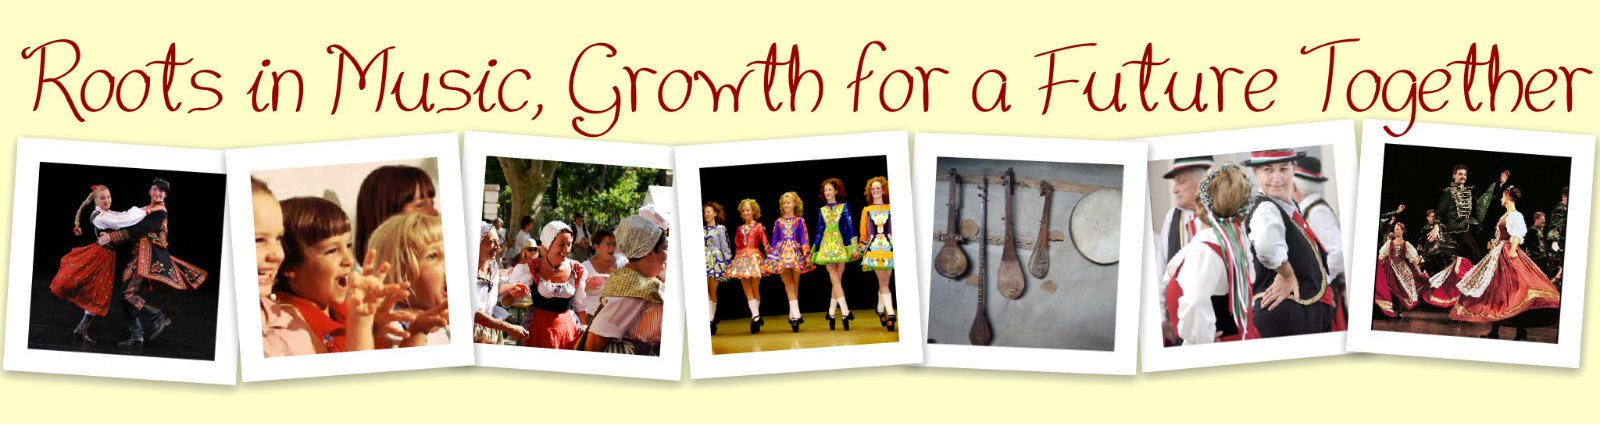 Roots in Music, Growth for a Future Together